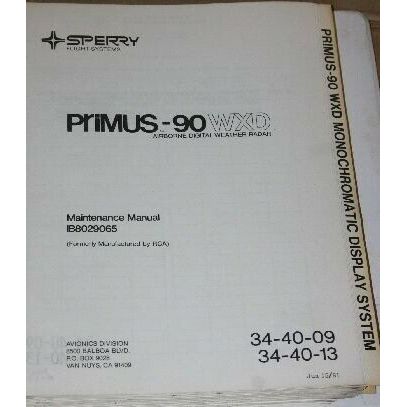 SPERRY
FLIGHT SYSTEMS
PRIMUS-90 WXD
AIRBORNE DIGITAL WEATHER RADAR
Maintenance Manual
IB8029065
(Formerly Manufactured by RCA)
AVIONICS DIVISION
8500 BALBOA BLVD.
P.O. BOX 9028
VAN NUYS, CA 91409
34-40-09
34-40-13
PRIMUS-90 WXD MONOCHROMATIC DISPLAY SYSTEM